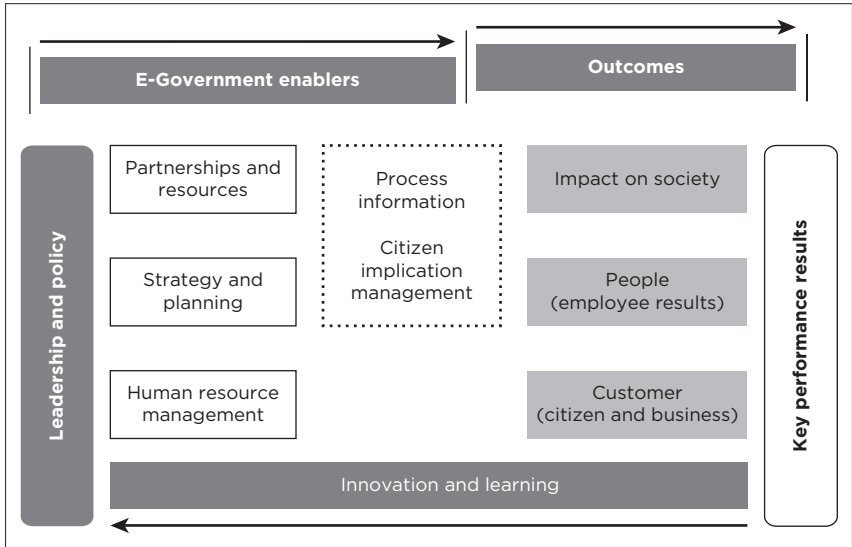 E-Government enablers
Outcomes
Leadership and policy
Partnerships and
resources
Strategy and
planning
Human resource
management
Process
information
Citizen
implication
management
Impact on society
People
(employee results)
Customer
(citizen and business)
Key performance results
Innovation and learning